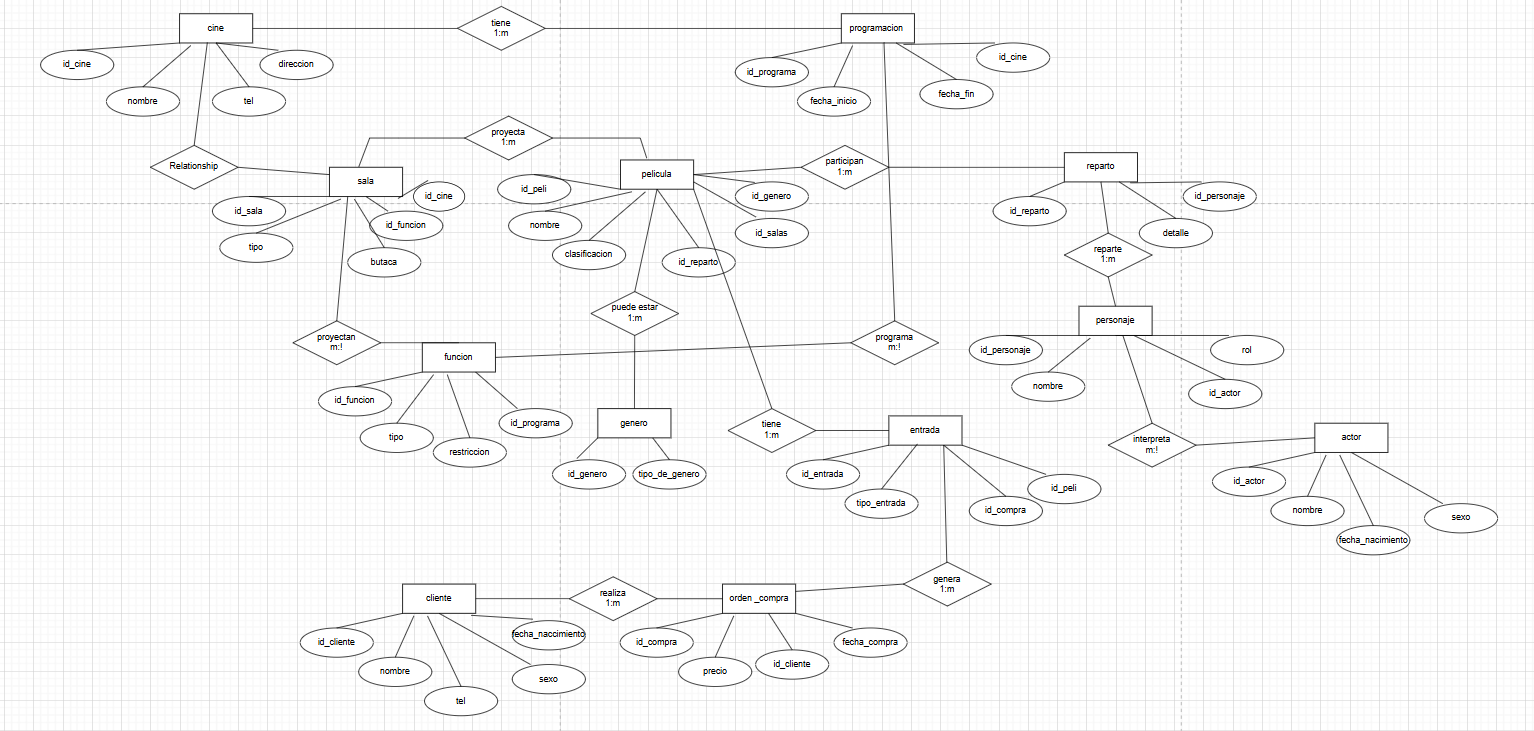 cine
tiene
1:m
programacion
id_cine
direccion
nombre
tel
id_programa
fecha_inicio
fecha_fin
id_cine
Relationship
proyecta
1:m
sala
id_sala
tipo
butaca
id_funcion
id_cine
pelicula
id_peli
nombre
clasificacion
id_reparto
id_salas
id_genero
participan
1:m
reparto
id_reparto
detalle
id_personaje
reparte
1:m
puede estar
1:m
proyectan
m:!
funcion
programa
m:!
personaje
id_personaje
nombre
id_actor
rol
id_funcion
tipo
restriccion
id_programa
genero
id_genero
tipo_de_genero
tiene
1:m
entrada
id_entrada
tipo_entrada
id_compra
id_peli
interpreta
m:!
actor
id_actor
nombre
fecha_nacimiento
sexo
genera
1:m
cliente
realiza
1:m
orden _compra
id_cliente
nombre
tel
sexo
fecha_naccimiento
id_compra
precio
id_cliente
fecha_compra